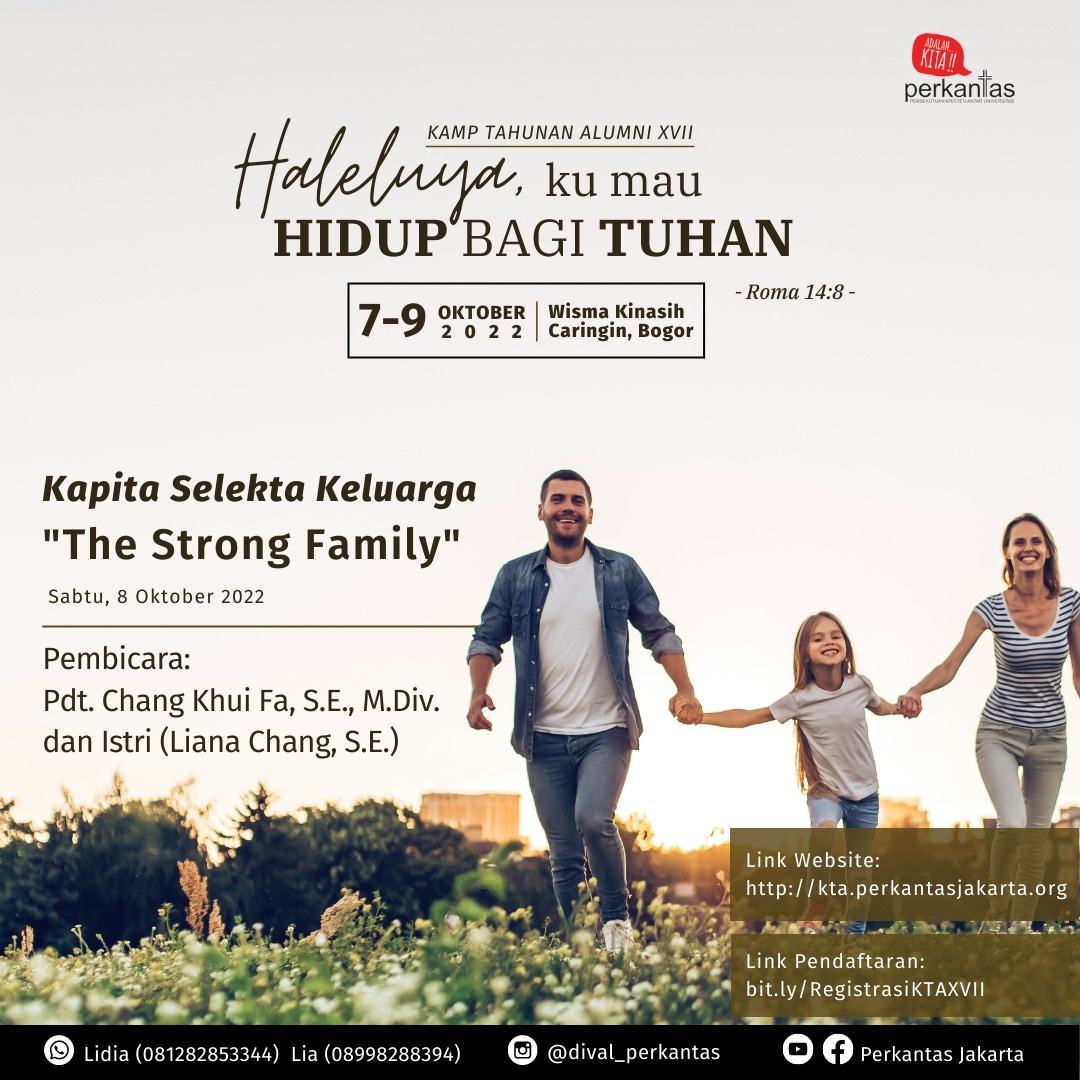 ADALAH
KITA !!
perkantas
PERSEKUTUAN KRISTEN ANTAR UNIVERSITAS
KAMP TAHUNAN ALUMNI XVII
Haleluya, ku mau
HIDUP BAGI TUHAN
- Roma 14:8 -
7-9 OKTOBER 2022
Wisma Kinasih
Caringin, Bogor
Kapita Selekta Keluarga
"The Strong Family"
Sabtu, 8 Oktober 2022
Pembicara:
Pdt. Chang Khui Fa, S.E., M.Div.
dan Istri (Liana Chang, S.E.)
Link Website:
http://kta.perkantasjakarta.org
Link Pendaftaran:
bit.ly/RegistrasiKTAXVII
Lidia (081282853344) Lia (08998288394) @dival_perkantas Perkantas Jakarta